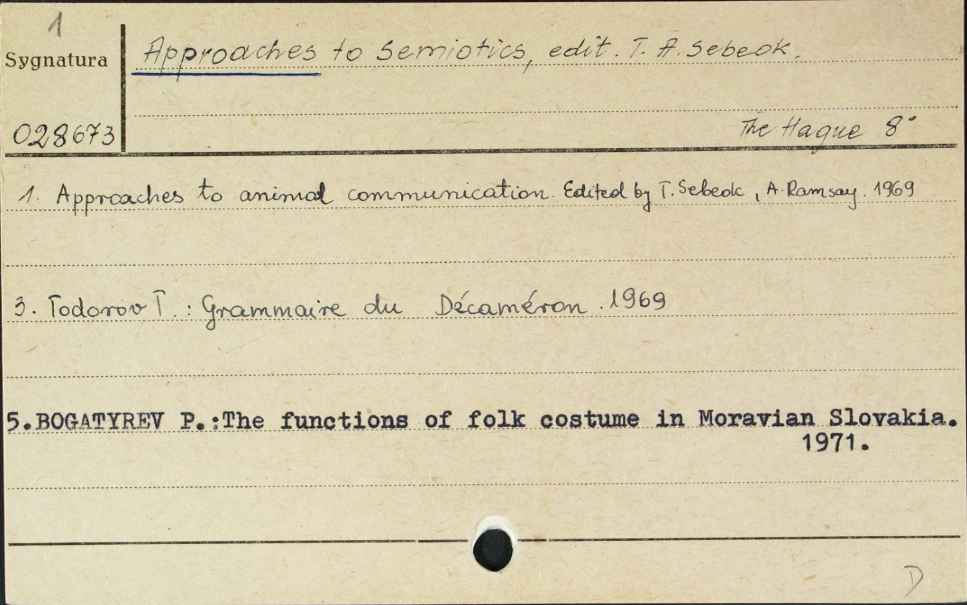 1
Sygnatura
Approaches to Semiotics, edit. T. A. Sebeok.
028673
The Hague 8°
1. Approaches to animal communication. Edited by T. Sebeok, A. Ramsay. 1969
3. Todorov T. : Grammaire du Décaméron. 1969
5.BOGATYREV P.:The functions of folk costume in Moravian Slovakia.
1971.
D